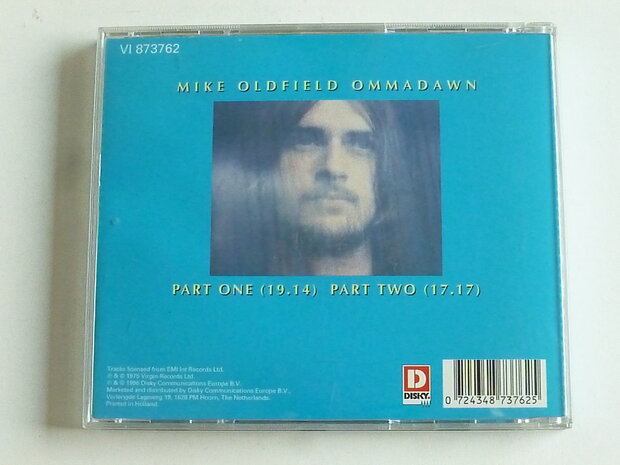 VI 873762
MIKE OLDFIELD OMMADAWN
PART ONE (19.14) PART TWO (17.17)
Tracks licensed from EMI Int Records Ltd.
℗ & © 1975 Virgin Records Ltd.
℗ & © 1996 Disky Communications Europe B.V.
Marketed and distributed by Disky Communications Europe B.V.,
Verlengde Lageweg 19, 1628 PM Hoorn, The Netherlands.
Printed in Holland.
D
DISKY
0 724348 737625